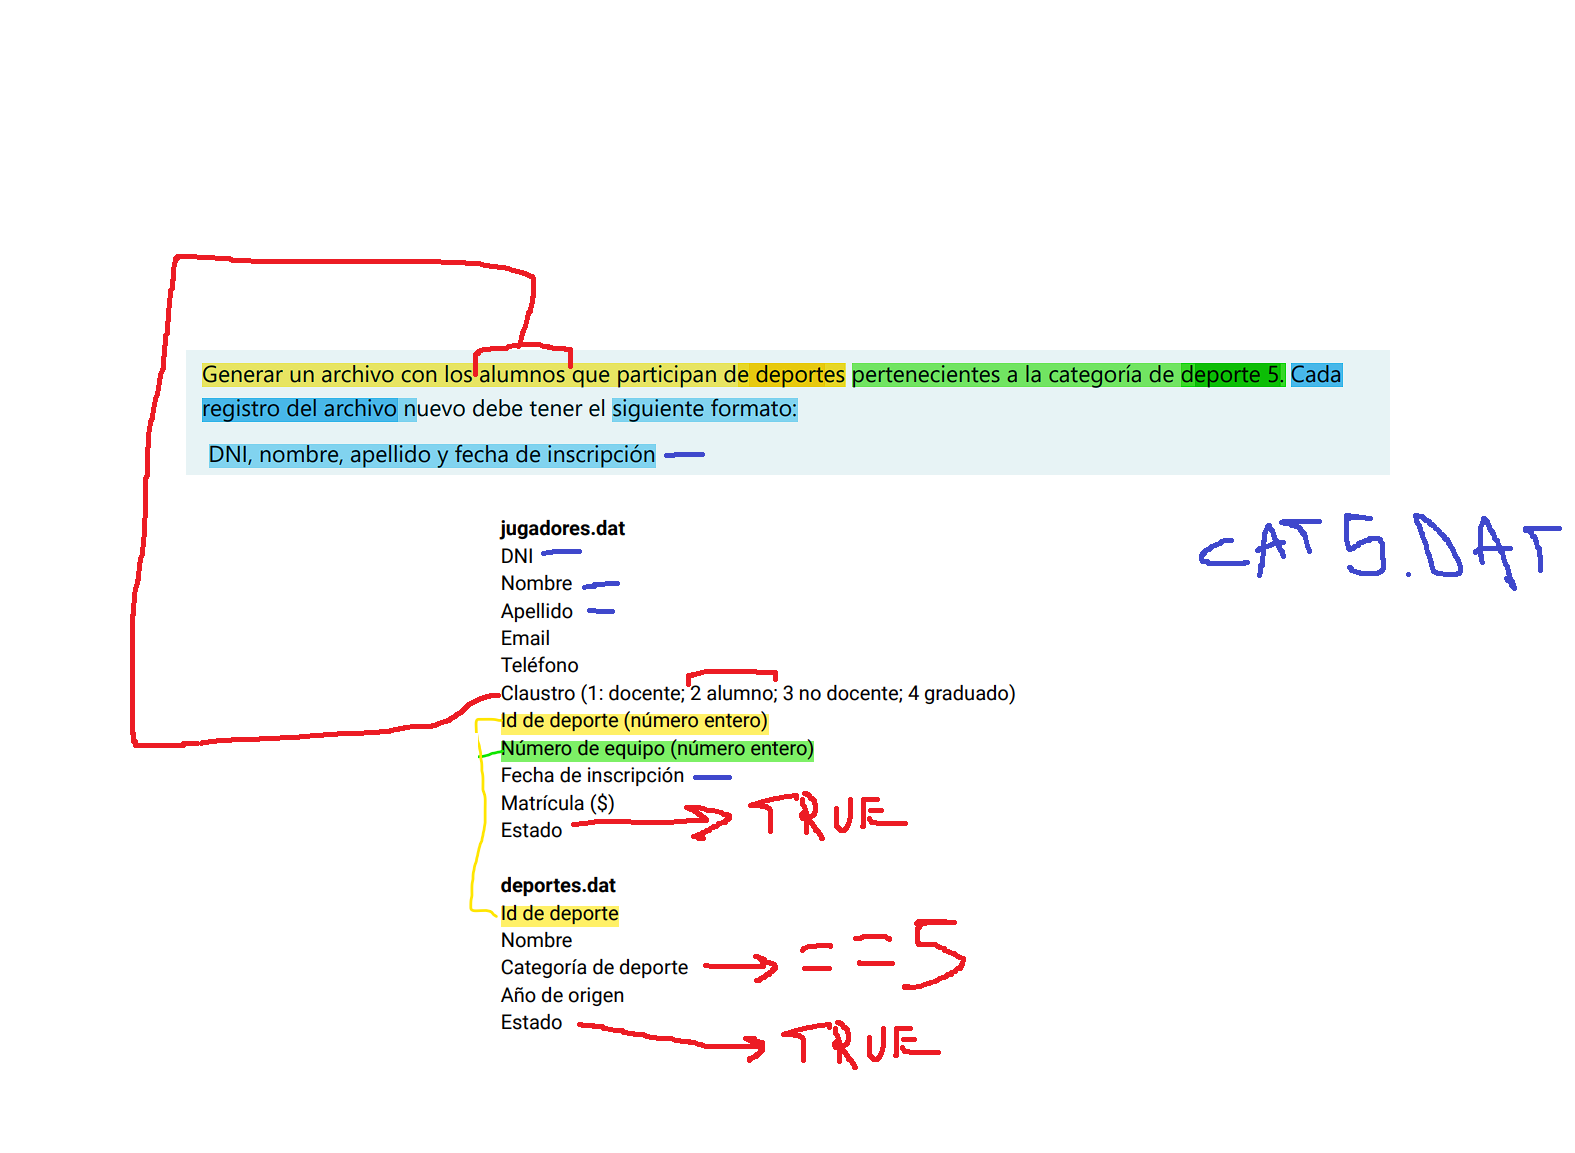 Generar un archivo con los alumnos que participan de deportes pertenecientes a la categoría de deporte 5. Cada
registro del archivo nuevo debe tener el siguiente formato:
DNI, nombre, apellido y fecha de inscripción
CAT5.DAT
jugadores.dat
DNI
Nombre
Apellido
Email
Teléfono
Claustro (1: docente; 2 alumno; 3 no docente; 4 graduado)
Id de deporte (número entero)
Número de equipo (número entero)
Fecha de inscripción
Matrícula ($)
Estado TRUE
deportes.dat
Id de deporte
Nombre
Categoría de deporte ==5
Año de origen
Estado TRUE